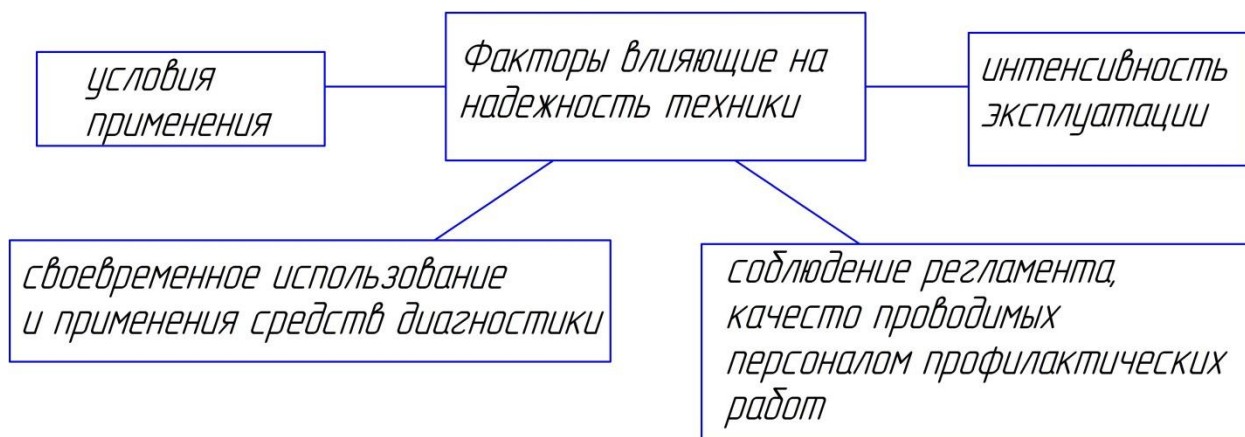 Факторы влияющие на
надежность техники
условия
применения
интенсивность
эксплуатации
своевременное использование
и применения средств диагностики
соблюдение регламента,
качесто проводимых
персоналом профилактических
работ